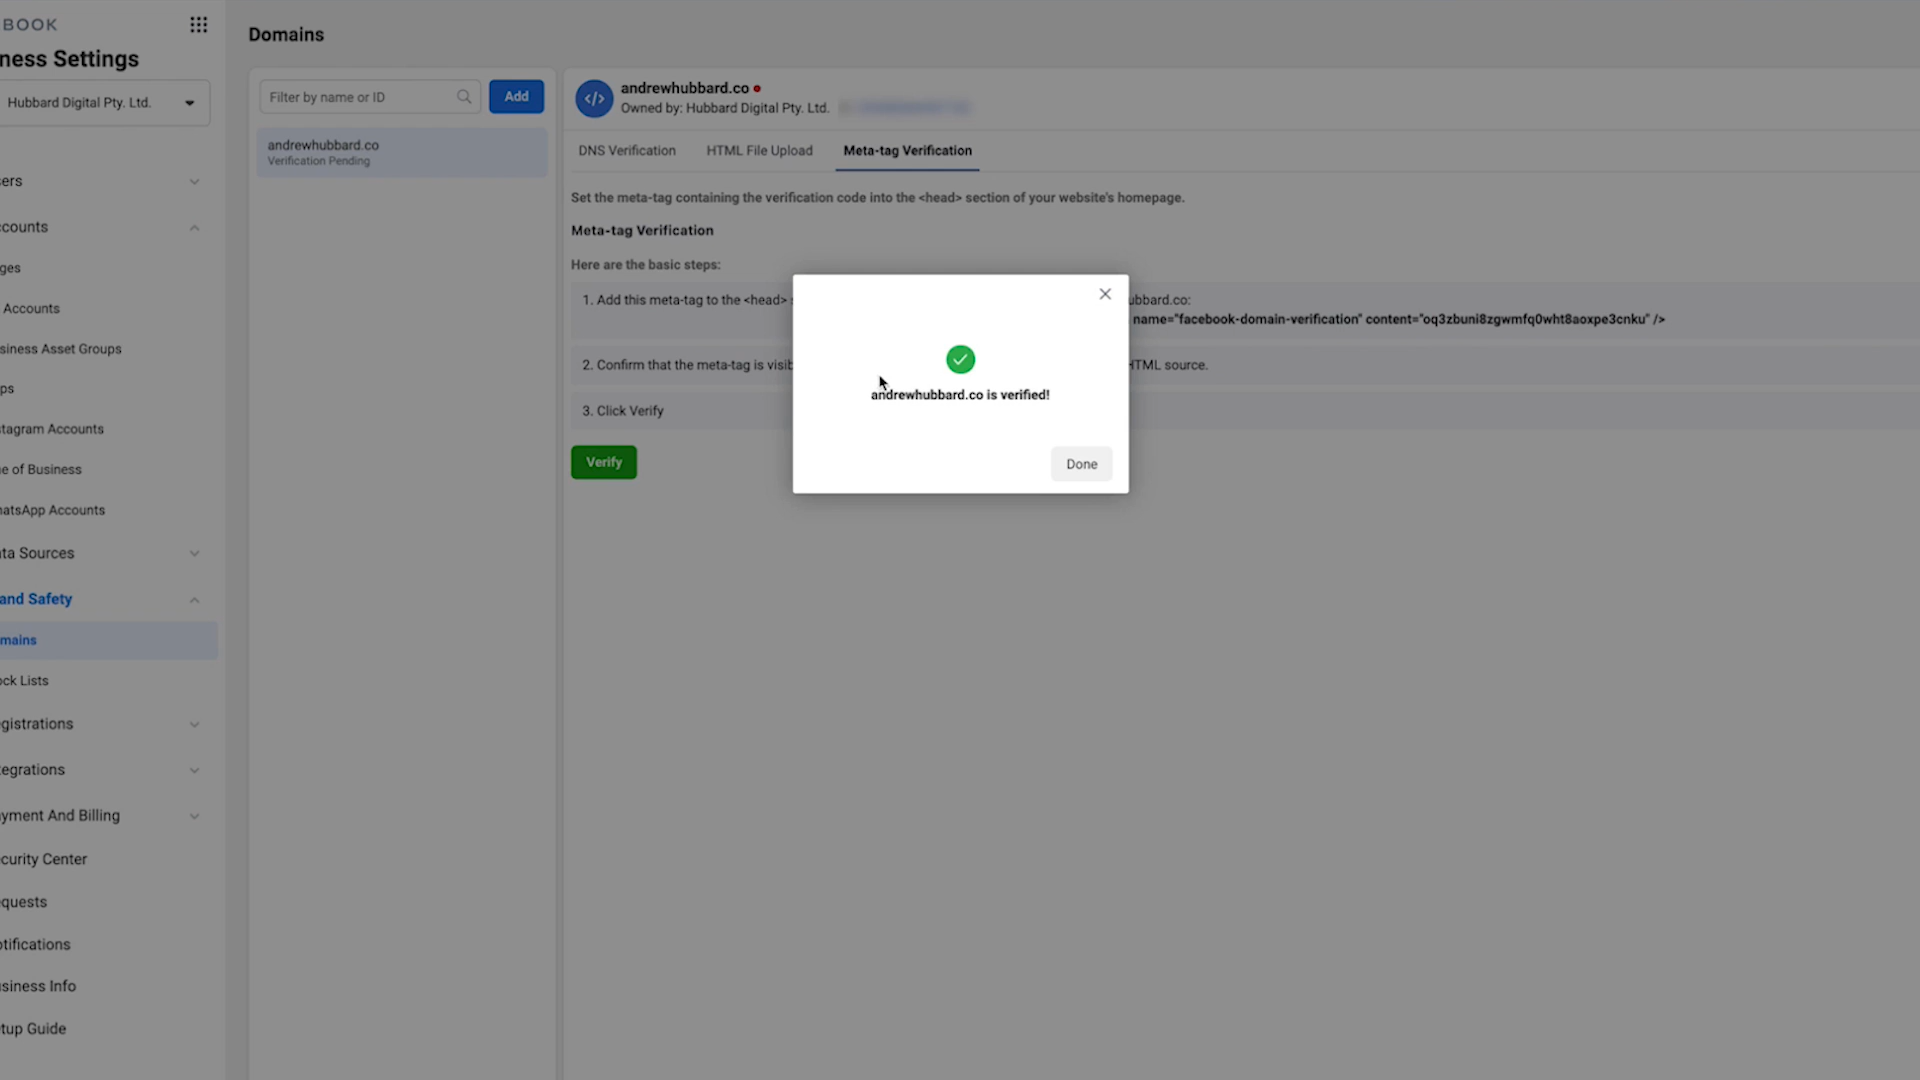 BOOK
ness Settings
Hubbard Digital Pty. Ltd.
ers
counts
ges
Accounts
siness Asset Groups
ps
stagram Accounts
e of Business
hatsApp Accounts
ta Sources
and Safety
mains
ock Lists
gistrations
tegrations
yment And Billing
curity Center
quests
otifications
siness Info
tup Guide
Domains
Filter by name or ID
Add
andrewhubbard.co
Verification Pending
andrewhubbard.co
Owned by: Hubbard Digital Pty. Ltd.
DNS Verification HTML File Upload Meta-tag Verification
Set the meta-tag containing the verification code into the <head> section of your website's homepage.
Meta-tag Verification
Here are the basic steps:
1. Add this meta-tag to the <head> s
ubbard.co:
name="facebook-domain-verification" content="oq3zbuni8zgwmfq0wht8aoxpe3cnku" />
2. Confirm that the meta-tag is visib
HTML source.
3. Click Verify
Verify
andrewhubbard.co is verified!
Done